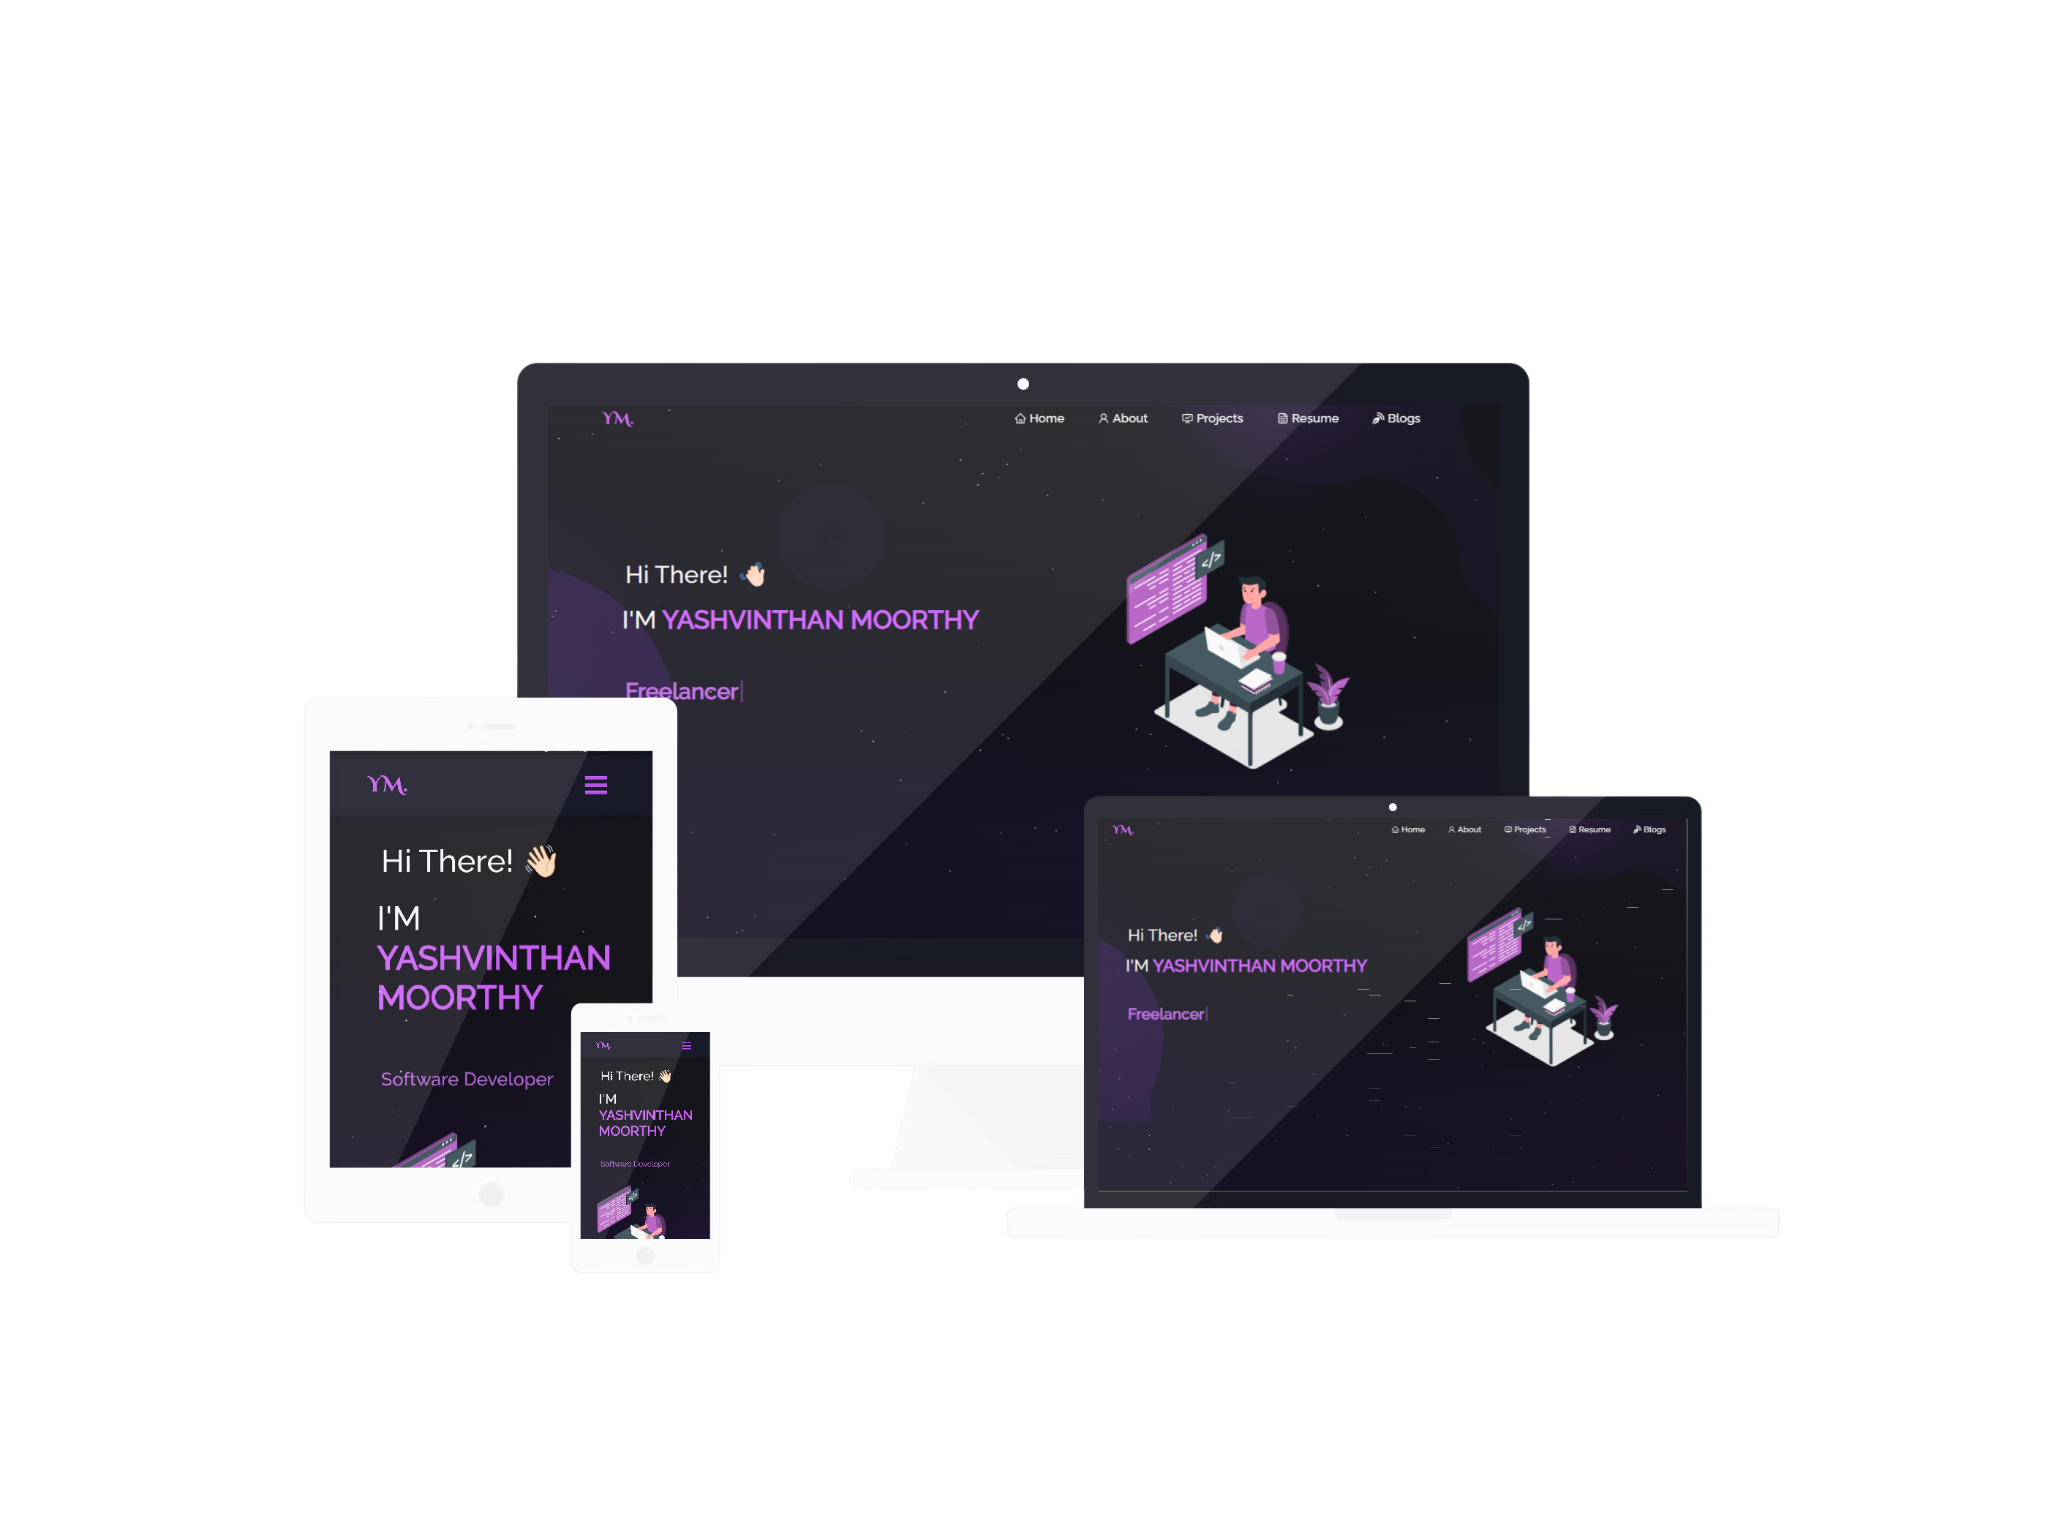 YM.
Home About Projects Resume Blogs
Hi There! 👋🏻
I'M YASHVINTHAN MOORTHY
Freelancer|
</>
YM.
Hi There! 👋🏻
I'M
YASHVINTHAN
MOORTHY
Software Developer
</>
YM.
Hi There! 👋🏻
I'M
YASHVINTHAN
MOORTHY
Software Developer
</>
YM.
Home About Projects Resume Blogs
Hi There! 👋🏻
I'M YASHVINTHAN MOORTHY
Freelancer|
</>